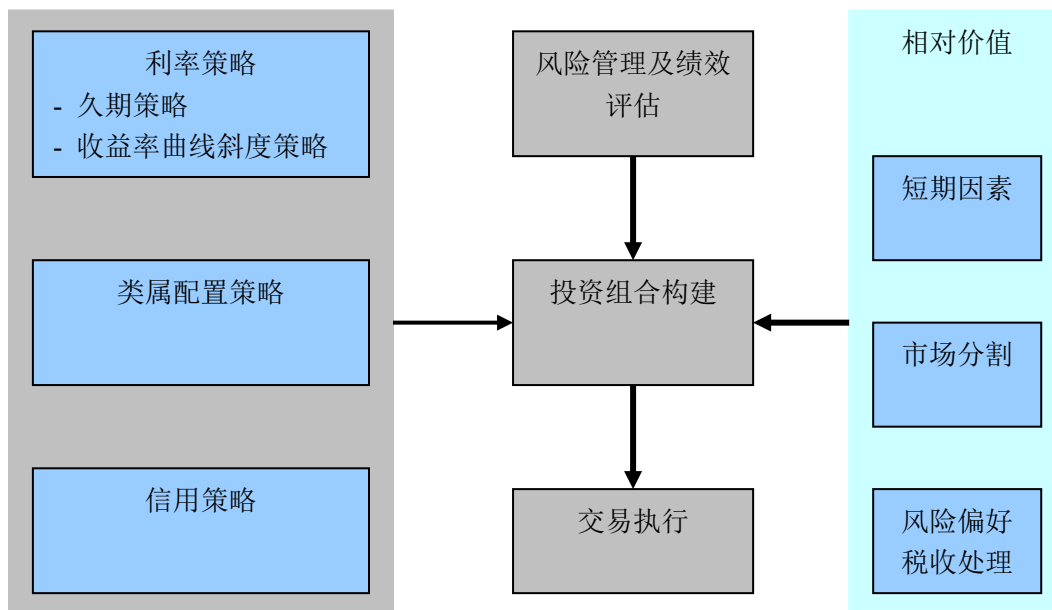 利率策略
- 久期策略
- 收益率曲线斜度策略
类属配置策略
信用策略
风险管理及绩效
评估
投资组合构建
交易执行
相对价值
短期因素
市场分割
风险偏好
税收处理